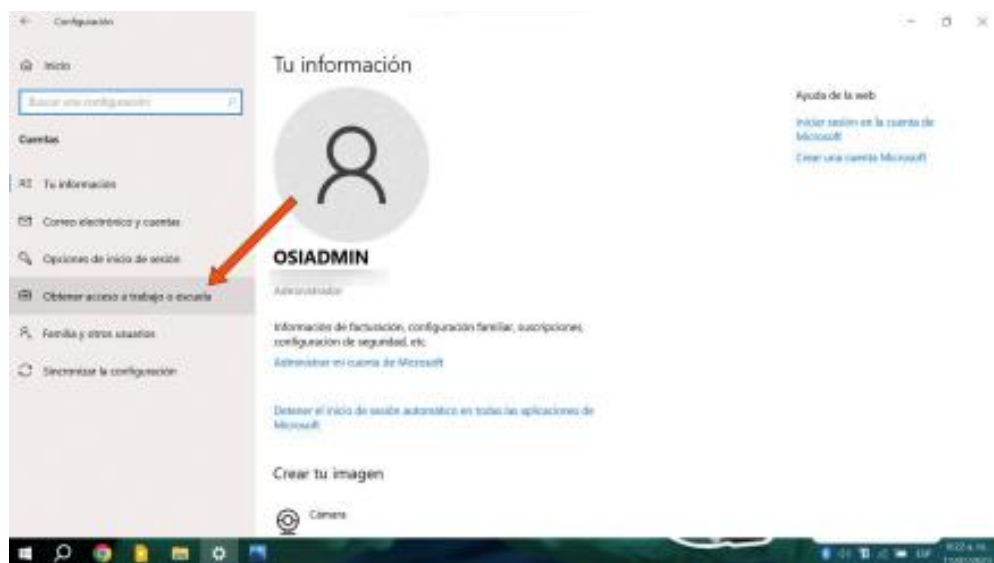 Configuración
Inicio
Buscar una configuración
Cuentas
Tu información
Correo electrónico y cuentas
Opciones de inicio de sesión
Obtener acceso a trabajo o escuela
Familia y otros usuarios
Sincronizar la configuración
Tu información
OSIADMIN
Administrador
Información de facturación, configuración familiar, suscripciones,
configuración de seguridad, etc.
Administrar mi cuenta de Microsoft
Detener el inicio de sesión automático en todas las aplicaciones de
Microsoft
Crear tu imagen
Cámara
Ayuda de la web
Iniciar sesión en la cuenta de
Microsoft
Crear una cuenta Microsoft
ESP